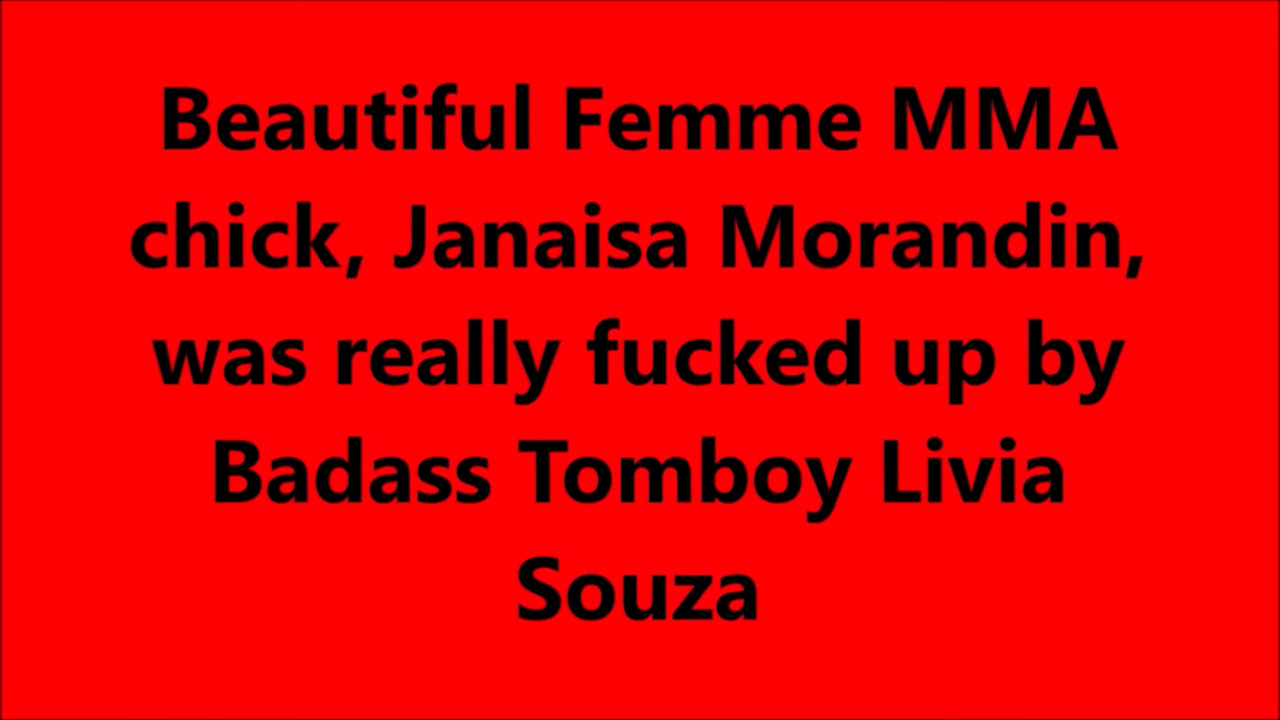 Beautiful Femme MMA
chick, Janaisa Morandin,
was really fucked up by
Badass Tomboy Livia
Souza